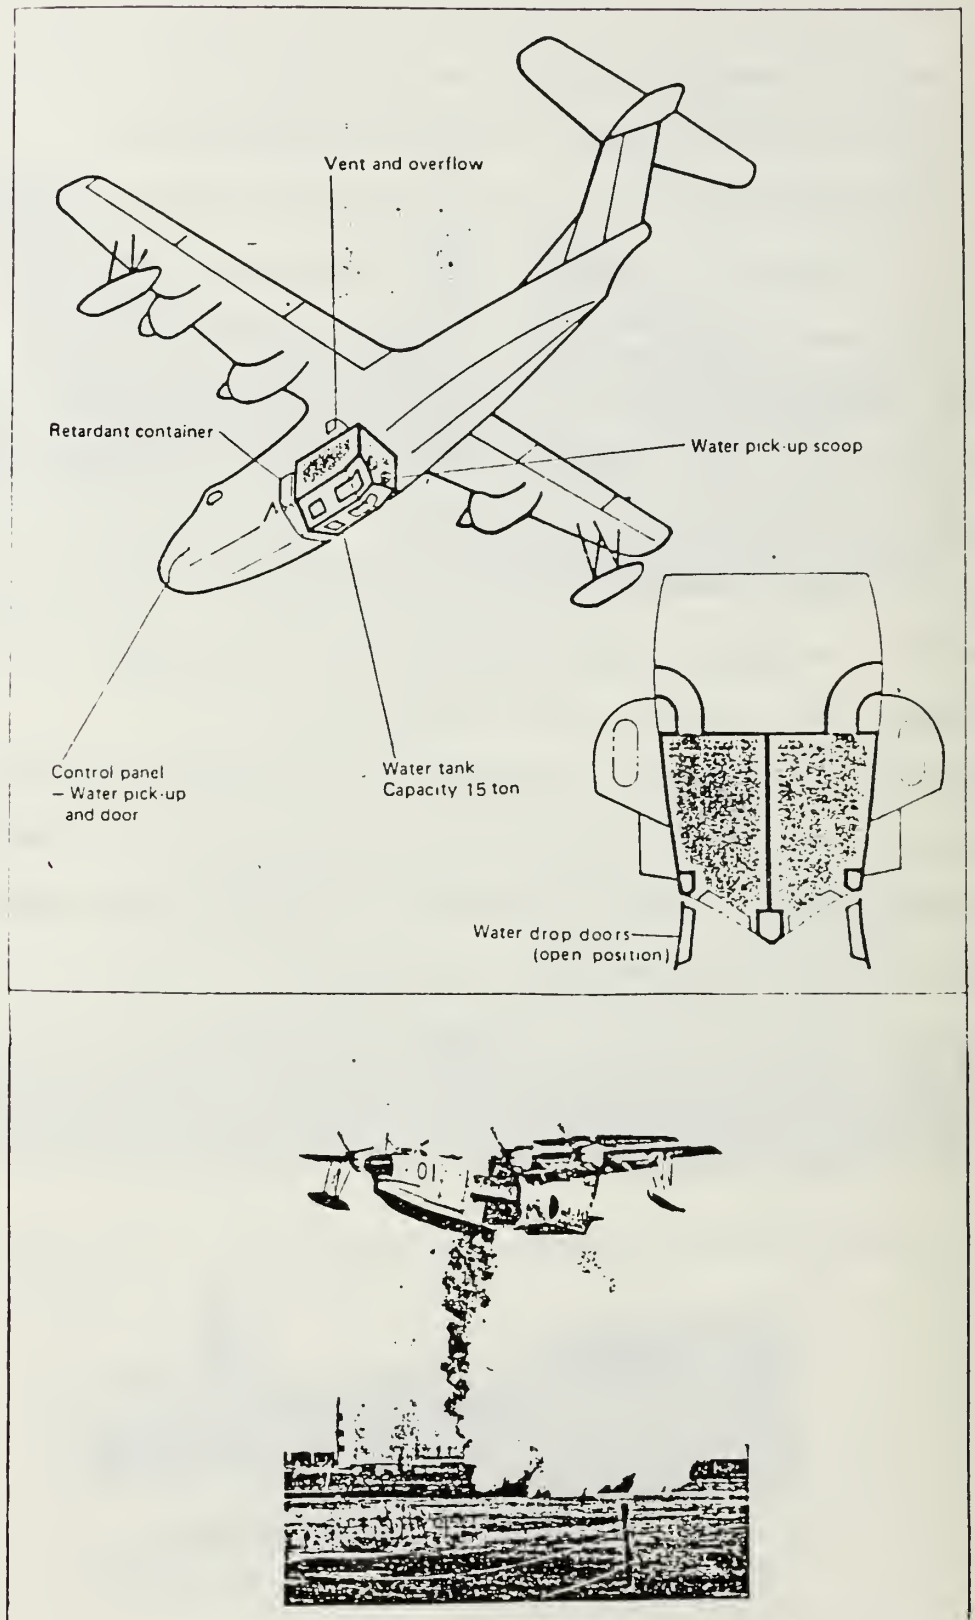 Vent and overflow
Retardant container
Water pick-up scoop
Control panel
– Water pick-up
and door
Water tank
Capacity 15 ton
Water drop doors
(open position)
01